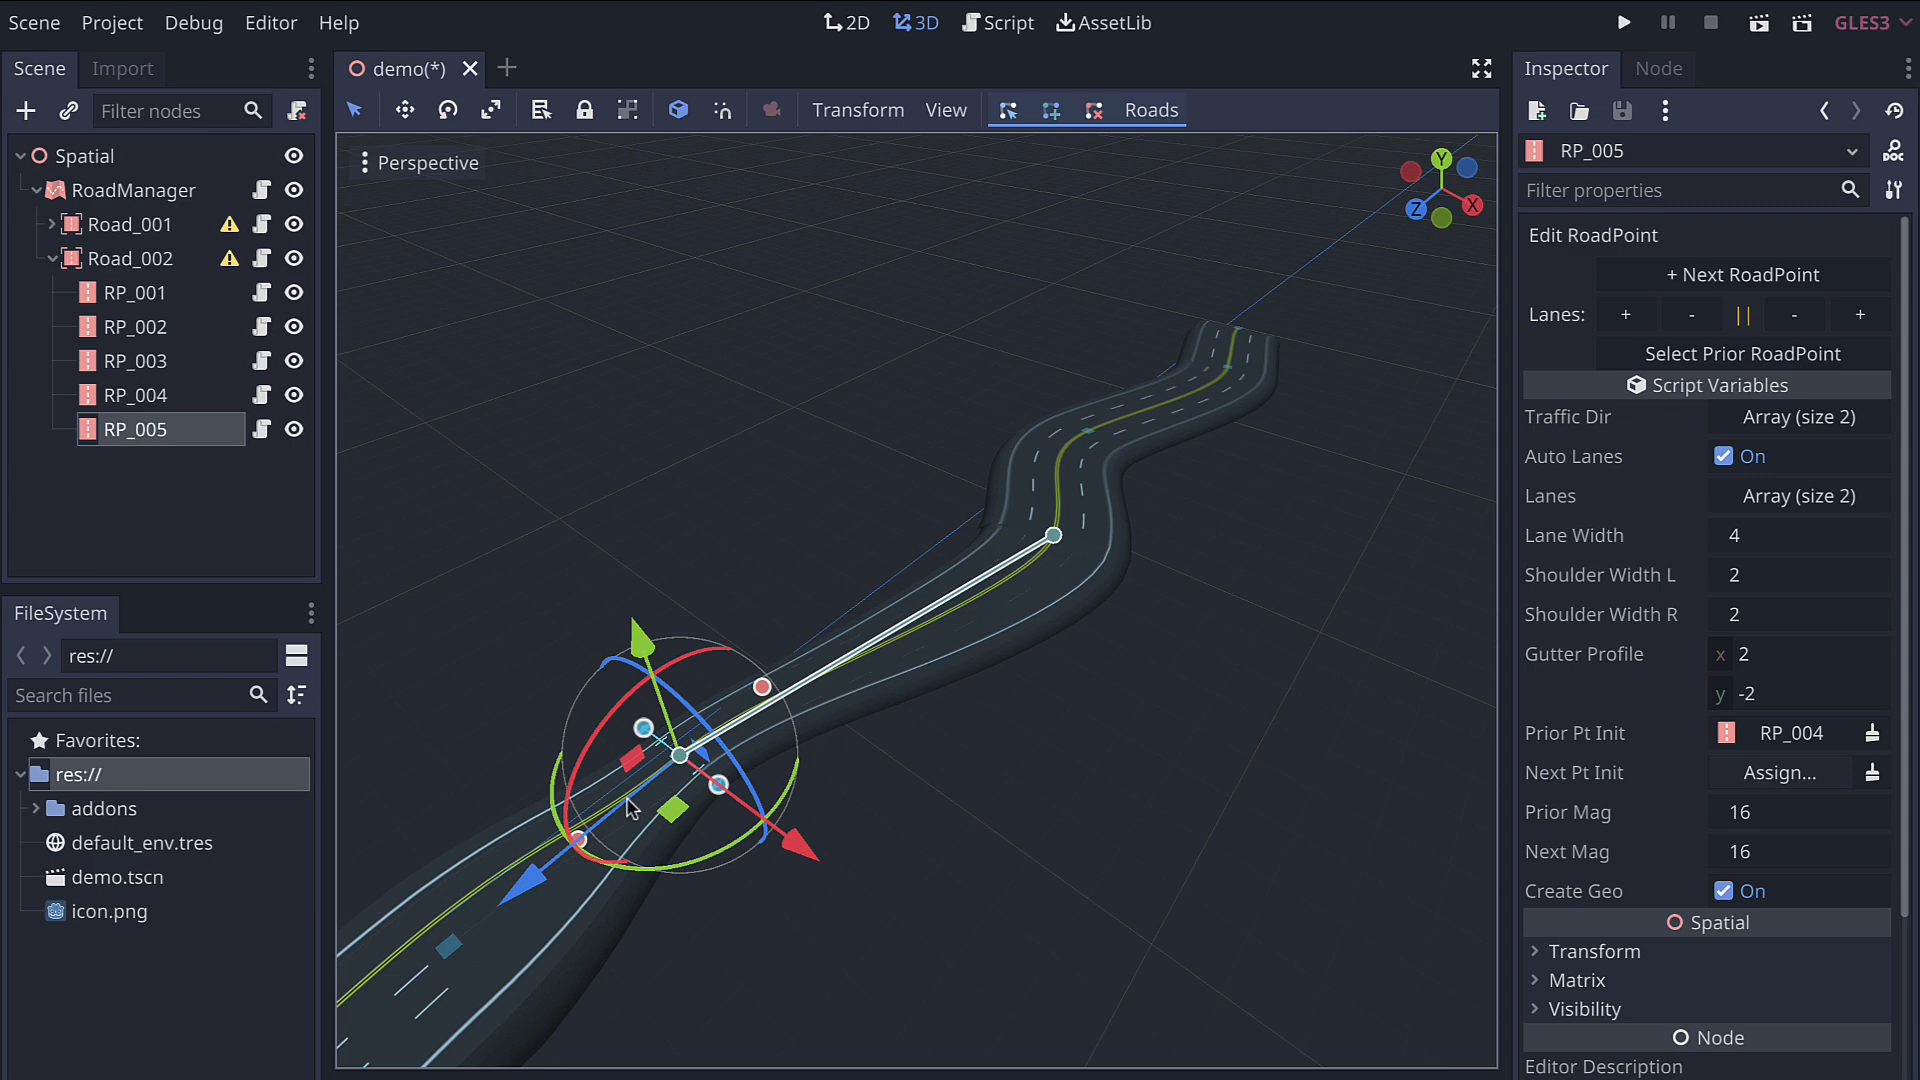 Scene Project Debug Editor Help
2D 3D Script AssetLib
GLES3
Scene Import
Filter nodes
Spatial
RoadManager
Road_001
Road_002
RP_001
RP_002
RP_003
RP_004
RP_005
FileSystem
res://
Search files
Favorites:
res://
addons
default_env.tres
demo.tscn
icon.png
demo(*)
Transform View Roads
Perspective
Y
X
Z
Inspector Node
RP_005
DOC
Filter properties
Edit RoadPoint
+ Next RoadPoint
Lanes: + - || - +
Select Prior RoadPoint
Script Variables
Traffic Dir Array (size 2)
Auto Lanes On
Lanes Array (size 2)
Lane Width 4
Shoulder Width L 2
Shoulder Width R 2
Gutter Profile x 2
y -2
Prior Pt Init RP_004
Next Pt Init Assign...
Prior Mag 16
Next Mag 16
Create Geo On
Spatial
Transform
Matrix
Visibility
Node
Editor Description